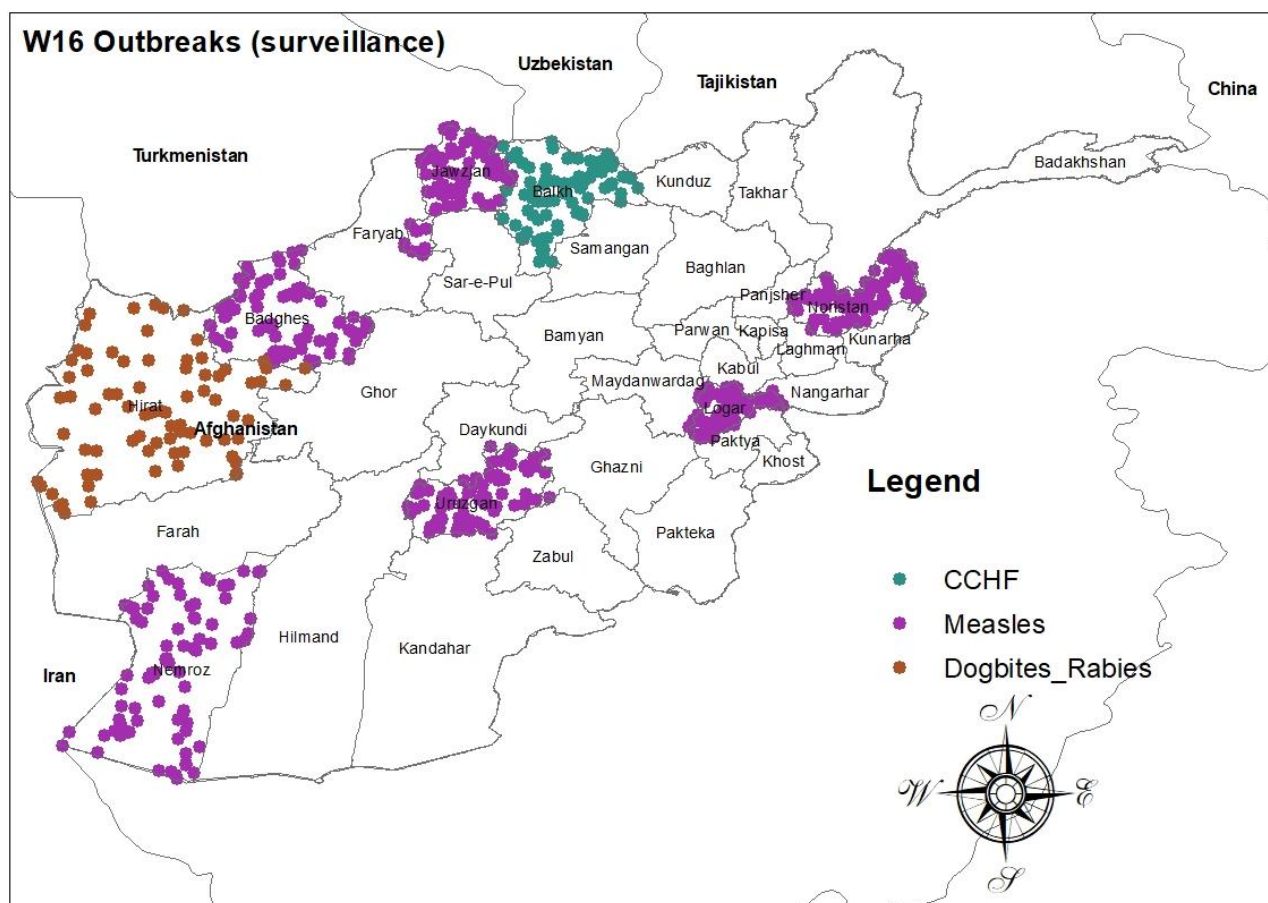 W16 Outbreaks (surveillance)
Uzbekistan
Tajikistan
China
Turkmenistan
Badakhshan
Jawzjan
Balkh
Kunduz
Takhar
Faryab
Samangan
Baghlan
Sar-e-Pul
Panjsher
Noristan
Badghes
Bamyan
Parwan
Kapisa
Kunarha
Laghman
Kabul
Maydanwardag
Nangarhar
Ghor
Hirat
Logar
Afghanistan
Daykundi
Paktya
Ghazni
Khost
Legend
Uruzgan
Farah
Zabul
Pakteka
CCHF
Measles
Hilmand
Kandahar
Dogbites_Rabies
Iran
Nemroz
N
W
E
S